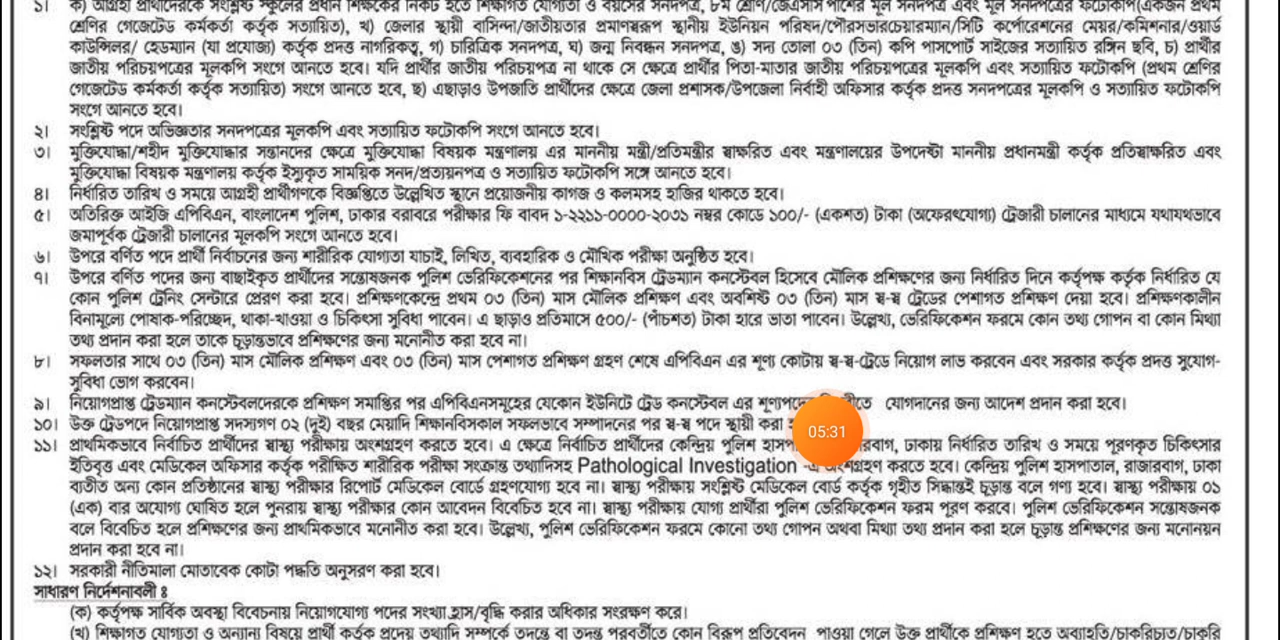 ১। ক) আগ্রহী প্রার্থীদেরকে সংশ্লিষ্ট স্কুলের প্রধান শিক্ষকের নিকট হতে শিক্ষাগত যোগ্যতা ও বয়সের সনদপত্র, ৮ম শ্রেণি/জেএসসি পাশের মূল সনদপত্র এবং মূল সনদপত্রের ফটোকপি(একজন প্রথম
শ্রেণির গেজেটেড কর্মকর্তা কর্তৃক সত্যায়িত), খ) জেলার স্থায়ী বাসিন্দা/জাতীয়তার প্রমাণস্বরূপ স্থানীয় ইউনিয়ন পরিষদ/পৌরসভারচেয়ারম্যান/সিটি কর্পোরেশনের মেয়র/কমিশনার/ওয়ার্ড
কাউন্সিলর/ হেডম্যান (যা প্রযোজ্য) কর্তৃক প্রদত্ত নাগরিকত্ব, গ) চারিত্রিক সনদপত্র, ঘ) জন্ম নিবন্ধন সনদপত্র, ঙ) সদ্য তোলা ০৩ (তিন) কপি পাসপোর্ট সাইজের সত্যায়িত রঙ্গিন ছবি, চ) প্রার্থীর
জাতীয় পরিচয়পত্রের মূলকপি সংগে আনতে হবে। যদি প্রার্থীর জাতীয় পরিচয়পত্র না থাকে সে ক্ষেত্রে প্রার্থীর পিতা-মাতার জাতীয় পরিচয়পত্রের মূলকপি এবং সত্যায়িত ফটোকপি (প্রথম শ্রেণির
গেজেটেড কর্মকর্তা কর্তৃক সত্যায়িত) সংগে আনতে হবে, ছ) এছাড়াও উপজাতি প্রার্থীদের ক্ষেত্রে জেলা প্রশাসক/উপজেলা নির্বাহী অফিসার কর্তৃক প্রদত্ত সনদপত্রের মূলকপি ও সত্যায়িত ফটোকপি
সংগে আনতে হবে।
২। সংশ্লিষ্ট পদে অভিজ্ঞতার সনদপত্রের মূলকপি এবং সত্যায়িত ফটোকপি সংগে আনতে হবে।
৩। মুক্তিযোদ্ধা/শহীদ মুক্তিযোদ্ধার সন্তানদের ক্ষেত্রে মুক্তিযোদ্ধা বিষয়ক মন্ত্রণালয় এর মাননীয় মন্ত্রী/প্রতিমন্ত্রীর স্বাক্ষরিত এবং মন্ত্রণালয়ের উপদেষ্টা মাননীয় প্রধানমন্ত্রী কর্তৃক প্রতিস্বাক্ষরিত এবং
মুক্তিযোদ্ধা বিষয়ক মন্ত্রণালয় কর্তৃক ইস্যুকৃত সাময়িক সনদ/প্রত্যয়নপত্র ও সত্যায়িত ফটোকপি সঙ্গে আনতে হবে।
৪। নির্ধারিত তারিখ ও সময়ে আগ্রহী প্রার্থীগণকে বিজ্ঞপ্তিতে উল্লেখিত স্থানে প্রয়োজনীয় কাগজ ও কলমসহ হাজির থাকতে হবে।
৫। অতিরিক্ত আইজি এপিবিএন, বাংলাদেশ পুলিশ, ঢাকার বরাবরে পরীক্ষার ফি বাবদ ১-২২১১-০০০০-২০৩১ নম্বর কোডে ১০০/- (একশত) টাকা (অফেরৎযোগ্য) ট্রেজারী চালানের মাধ্যমে যথাযথভাবে
জমাপূর্বক ট্রেজারী চালানের মূলকপি সংগে আনতে হবে।
৬। উপরে বর্ণিত পদে প্রার্থী নির্বাচনের জন্য শারীরিক যোগ্যতা যাচাই, লিখিত, ব্যবহারিক ও মৌখিক পরীক্ষা অনুষ্ঠিত হবে।
৭। উপরে বর্ণিত পদের জন্য বাছাইকৃত প্রার্থীদের সন্তোষজনক পুলিশ ভেরিফিকেশনের পর শিক্ষানবিস ট্রেডম্যান কনস্টেবল হিসেবে মৌলিক প্রশিক্ষণের জন্য নির্ধারিত দিনে কর্তৃপক্ষ কর্তৃক নির্ধারিত যে
কোন পুলিশ ট্রেনিং সেন্টারে প্রেরণ করা হবে। প্রশিক্ষণকেন্দ্রে প্রথম ০৩ (তিন) মাস মৌলিক প্রশিক্ষণ এবং অবশিষ্ট ০৩ (তিন) মাস স্ব-স্ব ট্রেডের পেশাগত প্রশিক্ষণ দেয়া হবে। প্রশিক্ষণকালীন
বিনামূল্যে পোষাক-পরিচ্ছেদ, থাকা-খাওয়া ও চিকিৎসা সুবিধা পাবেন। এ ছাড়াও প্রতিমাসে ৫০০/- (পাঁচশত) টাকা হারে ভাতা পাবেন। উল্লেখ্য, ভেরিফিকেশন ফরমে কোন তথ্য গোপন বা কোন মিথ্যা
তথ্য প্রদান করা হলে তাকে চূড়ান্তভাবে প্রশিক্ষণের জন্য মনোনীত করা হবে না।
৮। সফলতার সাথে ০৩ (তিন) মাস মৌলিক প্রশিক্ষণ এবং ০৩ (তিন) মাস পেশাগত প্রশিক্ষণ গ্রহণ শেষে এপিবিএন এর শূণ্য কোটায় স্ব-স্ব-ট্রেডে নিয়োগ লাভ করবেন এবং সরকার কর্তৃক প্রদত্ত সুযোগ-
সুবিধা ভোগ করবেন।
৯। নিয়োগপ্রাপ্ত ট্রেডম্যান কনস্টেবলদেরকে প্রশিক্ষণ সমাপ্তির পর এপিবিএনসমূহের যেকোন ইউনিটে ট্রেড কনস্টেবল এর যোগদানের জন্য আদেশ প্রদান করা হবে।
১০। উক্ত ট্রেডপদে নিয়োগপ্রাপ্ত সদস্যগণ ০২ (দুই) বছর মেয়াদি শিক্ষানবিসকাল সফলভাবে সম্পাদনের পর স্ব-স্ব পদে স্থায়ী করা
05:31
১১। প্রাথমিকভাবে নির্বাচিত প্রার্থীদের স্বাস্থ্য পরীক্ষায় অংশগ্রহণ করতে হবে। এ ক্ষেত্রে নির্বাচিত প্রার্থীদের কেন্দ্রিয় পুলিশ ঢাকায় নির্ধারিত তারিখ ও সময়ে পূরণকৃত চিকিৎসার
ইতিবৃত্ত এবং মেডিকেল অফিসার কর্তৃক পরীক্ষিত শারীরিক পরীক্ষা সংক্রান্ত তথ্যাদিসহ Pathological Investigation -এ অংশগ্রহণ করতে হবে। কেন্দ্রিয় পুলিশ হাসপাতাল, রাজারবাগ, ঢাকা
ব্যতীত অন্য কোন প্রতিষ্ঠানের স্বাস্থ্য পরীক্ষার রিপোর্ট মেডিকেল বোর্ডে গ্রহণযোগ্য হবে না। স্বাস্থ্য পরীক্ষায় সংশ্লিষ্ট মেডিকেল বোর্ড কর্তৃক গৃহীত সিদ্ধান্তই চূড়ান্ত বলে গণ্য হবে। স্বাস্থ্য পরীক্ষায় ০১
(এক) বার অযোগ্য ঘোষিত হলে পুনরায় স্বাস্থ্য পরীক্ষার কোন আবেদন বিবেচিত হবে না। স্বাস্থ্য পরীক্ষায় যোগ্য প্রার্থীরা পুলিশ ভেরিফিকেশন ফরম পূরণ করবে। পুলিশ ভেরিফিকেশন সন্তোষজনক
বলে বিবেচিত হলে প্রশিক্ষণের জন্য প্রাথমিকভাবে মনোনীত করা হবে। উল্লেখ্য, পুলিশ ভেরিফিকেশন ফরমে কোনো তথ্য গোপন অথবা মিথ্যা তথ্য প্রদান করা হলে চূড়ান্ত প্রশিক্ষণের জন্য মনোনয়ন
প্রদান করা হবে না।
১২। সরকারী নীতিমালা মোতাবেক কোটা পদ্ধতি অনুসরণ করা হবে।
সাধারণ নির্দেশনাবলী ঃ
(ক) কর্তৃপক্ষ সার্বিক অবস্থা বিবেচনায় নিয়োগযোগ্য পদের সংখ্যা হ্রাস/বৃদ্ধি করার অধিকার সংরক্ষণ করে।
(খ) শিক্ষাগত যোগ্যতা ও অন্যান্য বিষয়ে প্রার্থী কর্তৃক প্রদেয় তথ্যাদি সম্পর্কে তদন্তে বা তদন্ত পরবর্তীতে কোন বিরূপ প্রতিবেদন পাওয়া গেলে উক্ত প্রার্থীকে প্রশিক্ষণ হতে অব্যাহতি/চাকরিচ্যুত/চাকরি